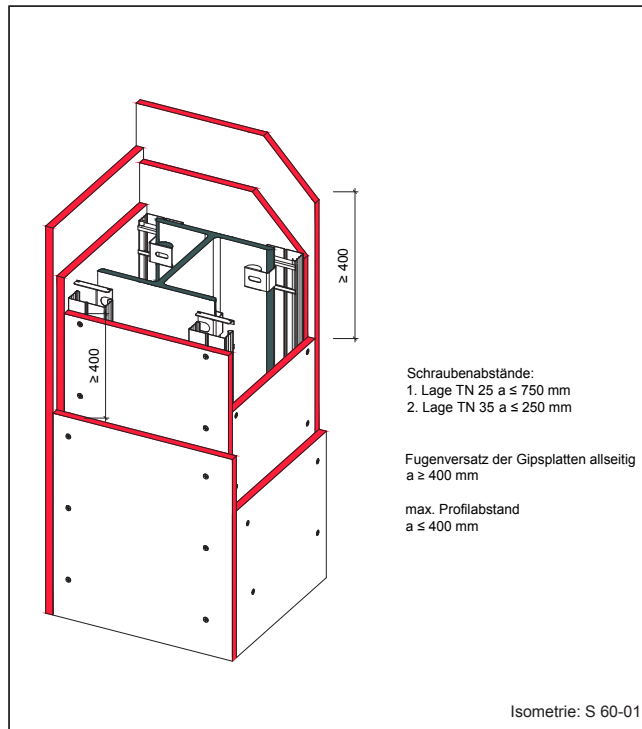 ≥ 400
≥ 400
Schraubenabstände:
1. Lage TN 25 a ≤ 750 mm
2. Lage TN 35 a ≤ 250 mm
Fugenversatz der Gipsplatten allseitig
a ≥ 400 mm
max. Profilabstand
a ≤ 400 mm
Isometrie: S 60-01